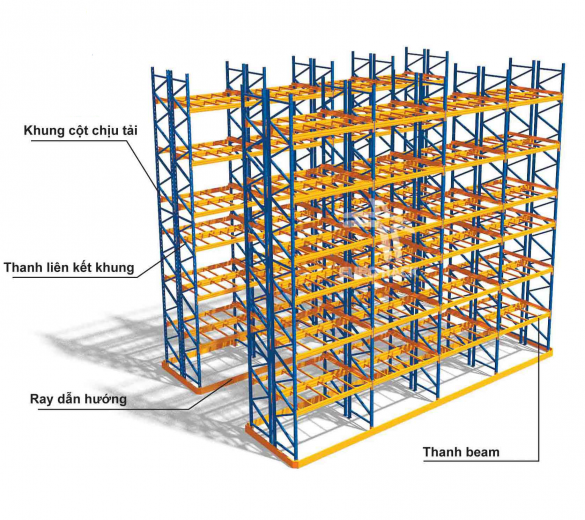 Khung cột chịu tải
Thanh liên kết khung
Ray dẫn hướng
Thanh beam